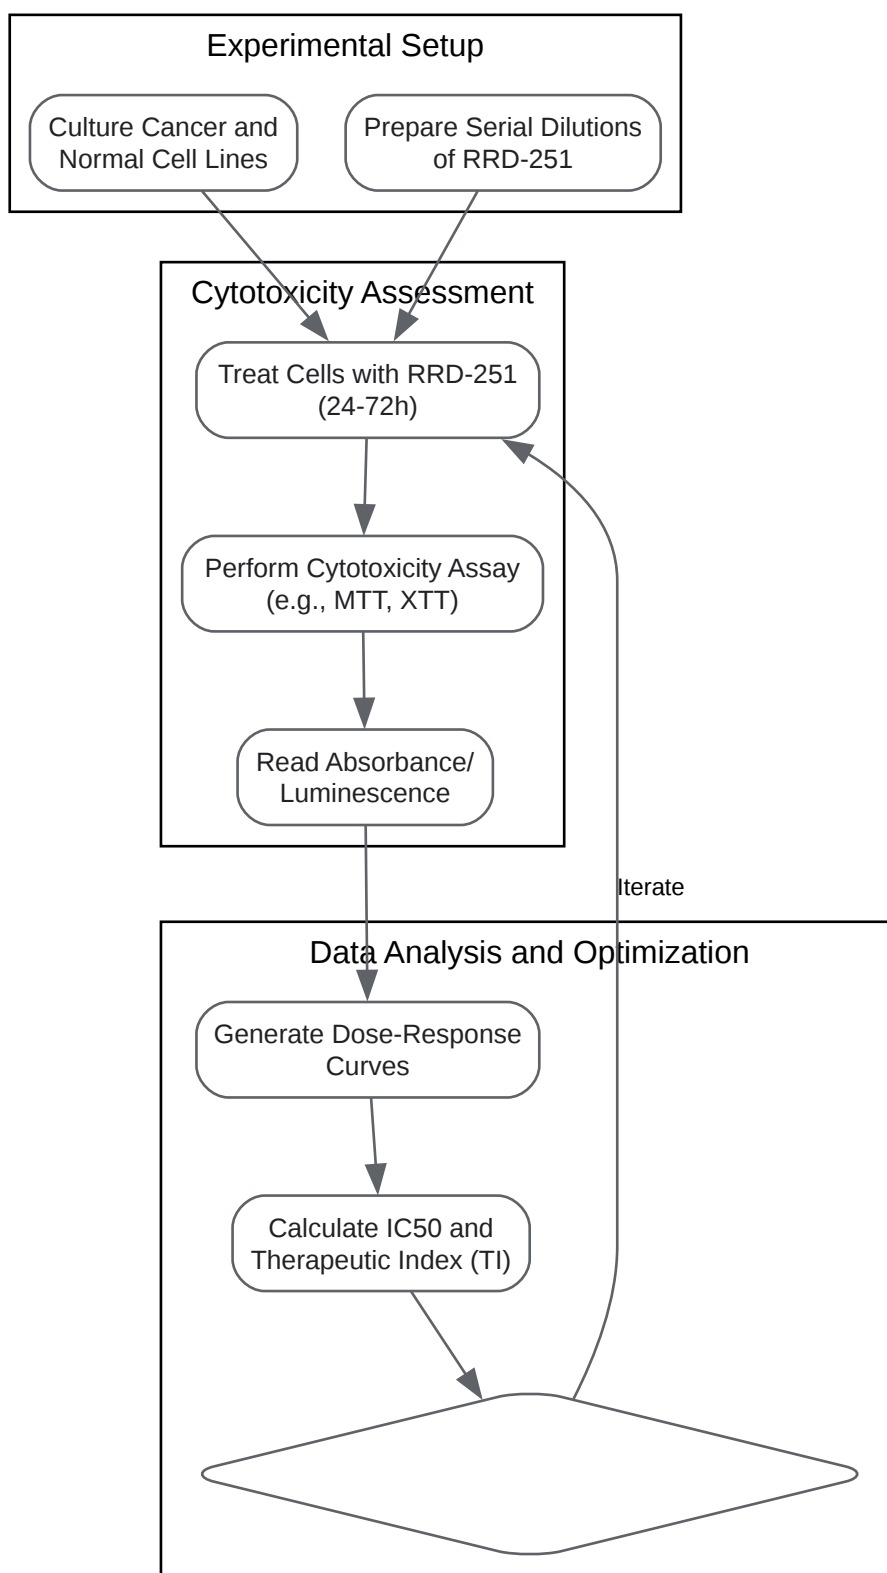 Experimental Setup
Culture Cancer and
Normal Cell Lines
Prepare Serial Dilutions
of RRD-251
Cytotoxicity Assessment
Treat Cells with RRD-251
(24-72h)
Perform Cytotoxicity Assay
(e.g., MTT, XTT)
Read Absorbance/
Luminescence
Iterate
Data Analysis and Optimization
Generate Dose-Response
Curves
Calculate IC50 and
Therapeutic Index (TI)